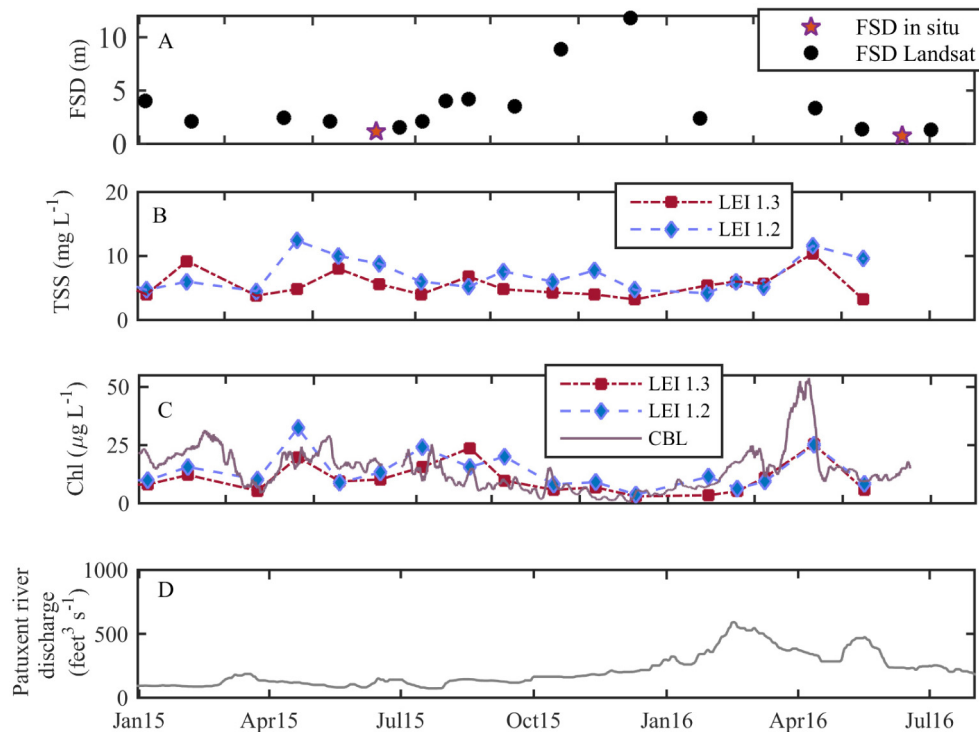 A
FSD (m)
10
5
0
FSD in situ
FSD Landsat
B
TSS (mg L⁻¹)
20
10
0
LEI 1.3
LEI 1.2
C
Chl (μg L⁻¹)
50
25
0
LEI 1.3
LEI 1.2
CBL
D
Patuxent river
discharge
(feet³ s⁻¹)
1000
500
0
Jan15 Apr15 Jul15 Oct15 Jan16 Apr16 Jul16